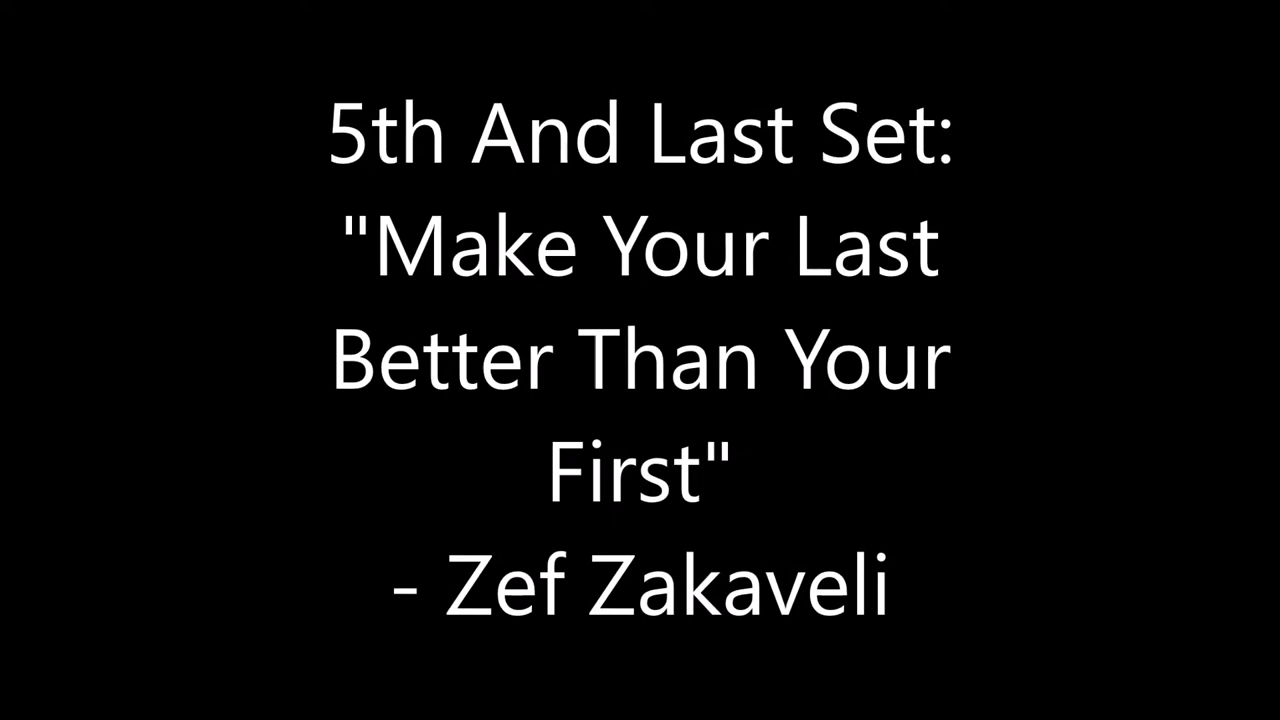 5th And Last Set:
"Make Your Last
Better Than Your
First"
- Zef Zakaveli